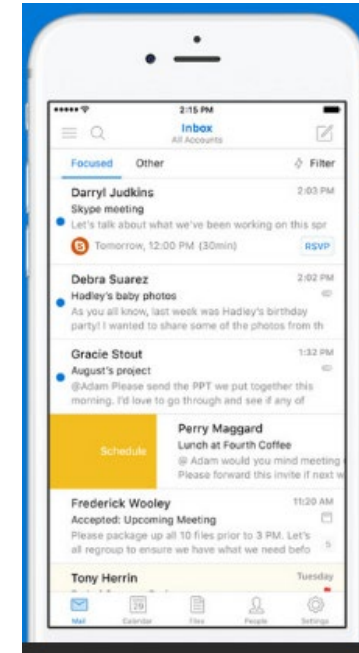 2:15 PM
Inbox
All Accounts
Focused Other Filter
Darryl Judkins 2:03 PM
Skype meeting
Let's talk about what we've been working on this spr
Tomorrow, 12:00 PM (30min) RSVP
Debra Suarez 2:02 PM
Hadley's baby photos
As you all know, last week was Hadley's birthday
party! I wanted to share some of the photos from th
Gracie Stout 1:32 PM
August's project
@Adam Please send the PPT we put together this
morning. I'd love to go through and see if any of
Schedule
Perry Maggard
Lunch at Fourth Coffee
@ Adam would you mind meeting
Please forward this invite if next w
Frederick Wooley 11:20 AM
Accepted: Upcoming Meeting
Please package up all 10 files prior to 3 PM. Let's
all regroup to ensure we have what we need befo 5
Tony Herrin Tuesday
20
Mail Calendar Files People Settings